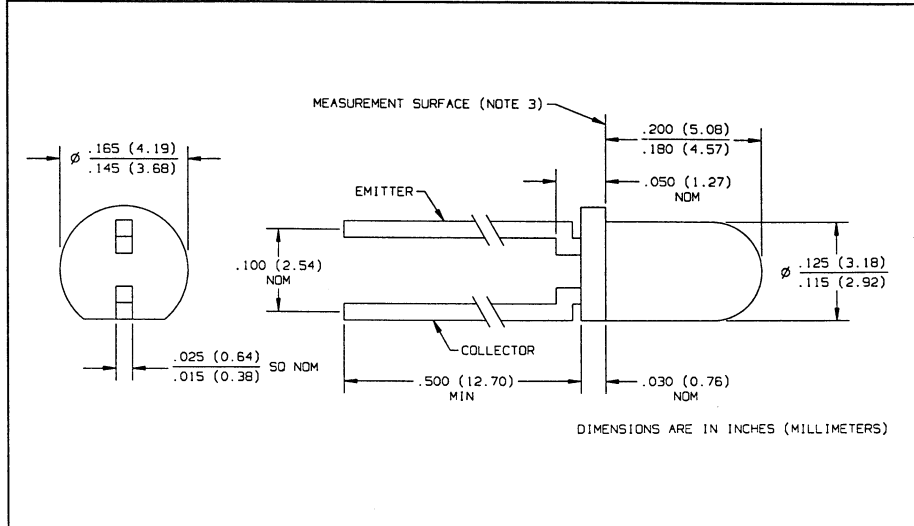 MEASUREMENT SURFACE (NOTE 3)
.200 (5.08)
.180 (4.57)
ø .165 (4.19)
.145 (3.68)
.050 (1.27)
NOM
EMITTER
.100 (2.54)
NOM
ø .125 (3.18)
.115 (2.92)
COLLECTOR
.025 (0.64)
.015 (0.38)
SQ NOM
.500 (12.70)
MIN
.030 (0.76)
NOM
DIMENSIONS ARE IN INCHES (MILLIMETERS)